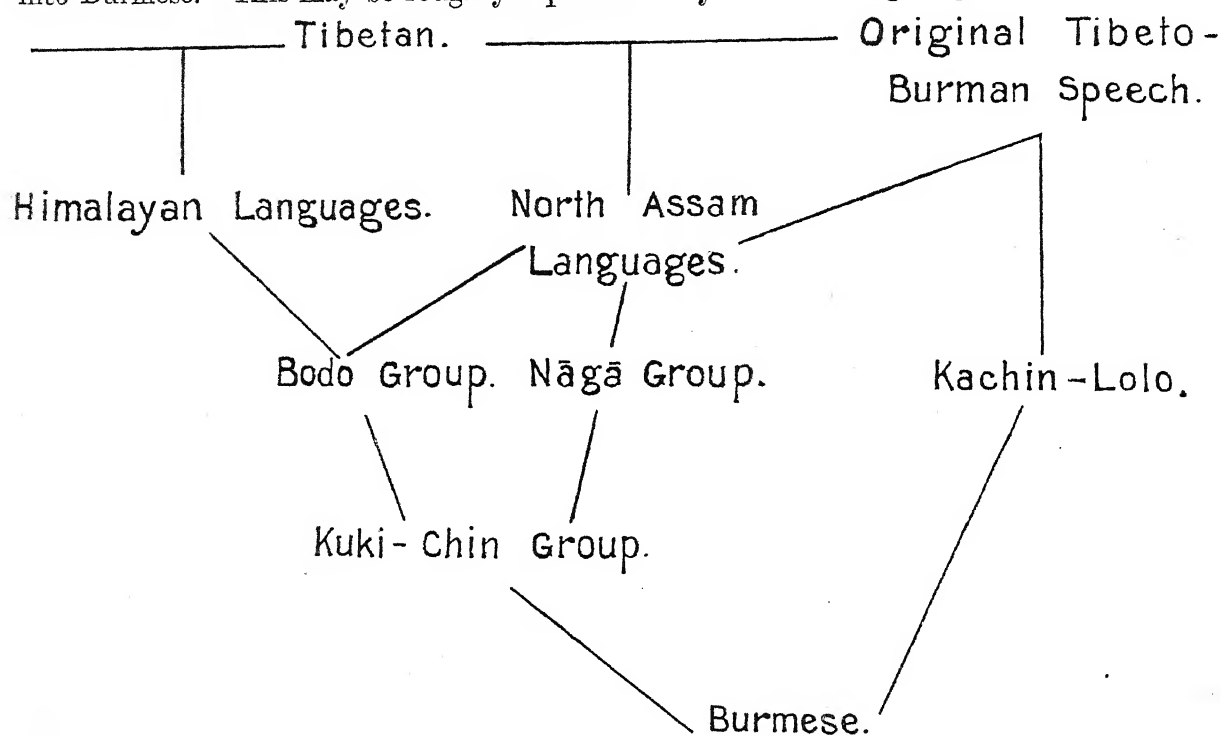 into Burmese. This may be roughly
Tibetan. Original Tibeto-
Burman Speech.
Himalayan Languages. North Assam
Languages.
Bodo Group. Nāgā Group. Kachin-Lolo.
Kuki-Chin Group.
Burmese.